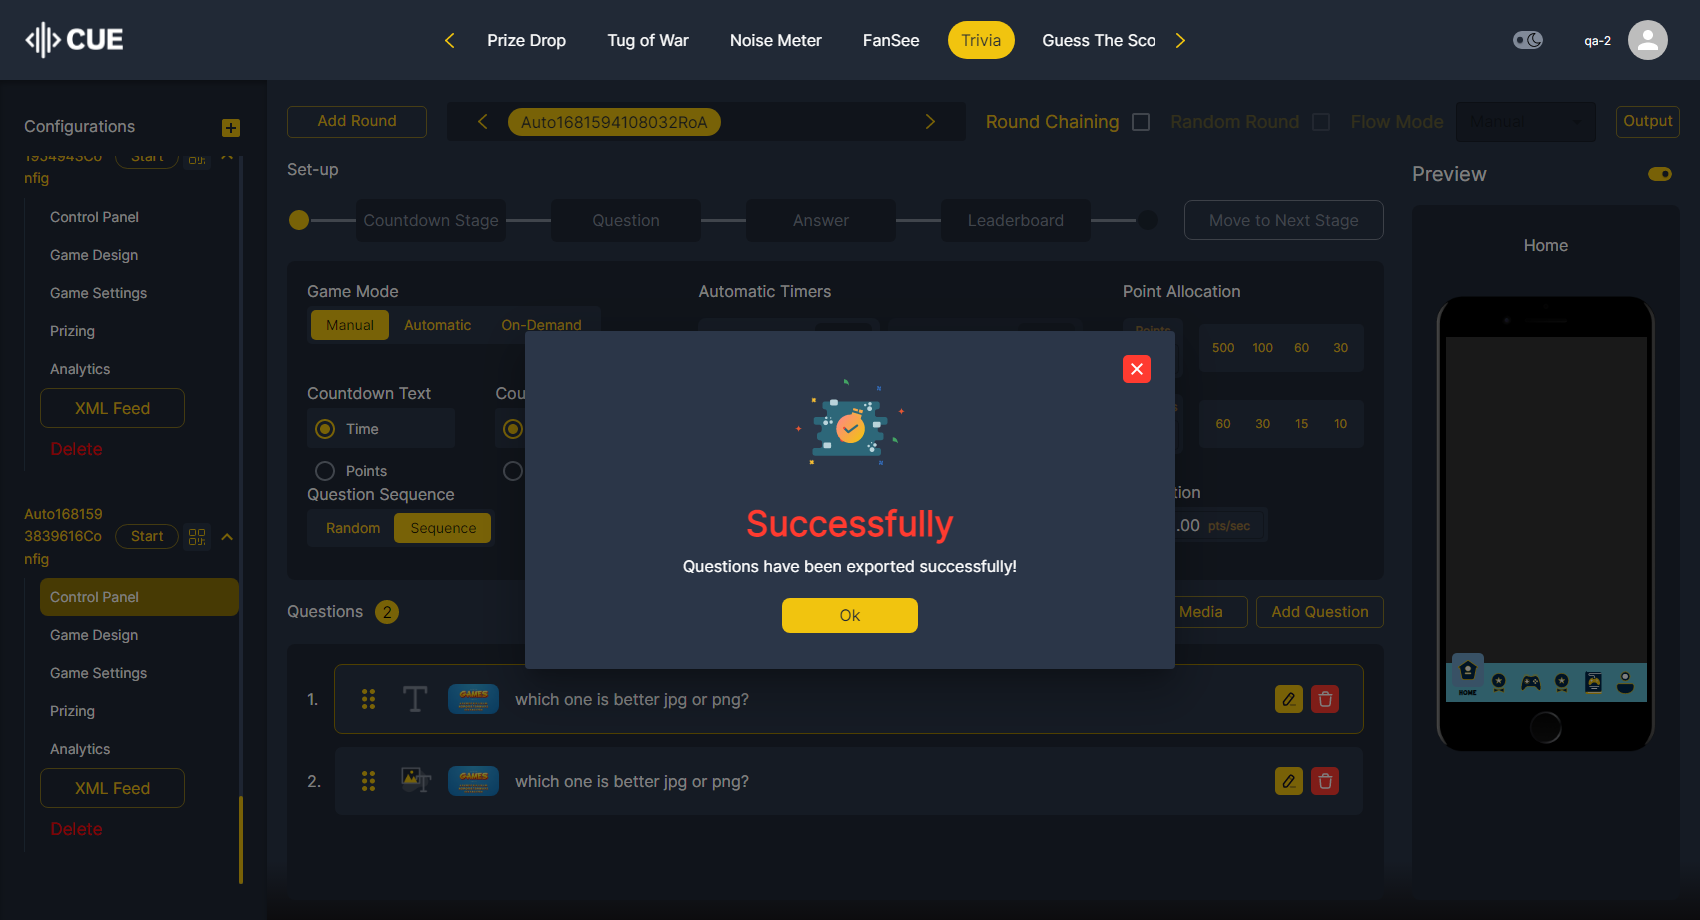 CUE
Prize Drop
Tug of War
Noise Meter
FanSee
Trivia
Guess The Sco
qa-2
Configurations
Add Round
Auto1681594108032RoA
Round Chaining
Random Round
Flow Mode
Manual
Output
1954943Co
nfig
Start
Control Panel
Game Design
Game Settings
Prizing
Analytics
XML Feed
Delete
Auto168159
3839616Co
nfig
Start
Control Panel
Game Design
Game Settings
Prizing
Analytics
XML Feed
Delete
Set-up
Countdown Stage
Question
Answer
Leaderboard
Move to Next Stage
Preview
Home
HOME
Game Mode
Manual
Automatic
On-Demand
Automatic Timers
Point Allocation
Points
500 100 60 30
60 30 15 10
Countdown Text
Cou
Time
Points
Question Sequence
Random
Sequence
tion
.00 pts/sec
Successfully
Questions have been exported successfully!
Ok
Questions 2
Media
Add Question
1.
GAMES
which one is better jpg or png?
2.
GAMES
which one is better jpg or png?